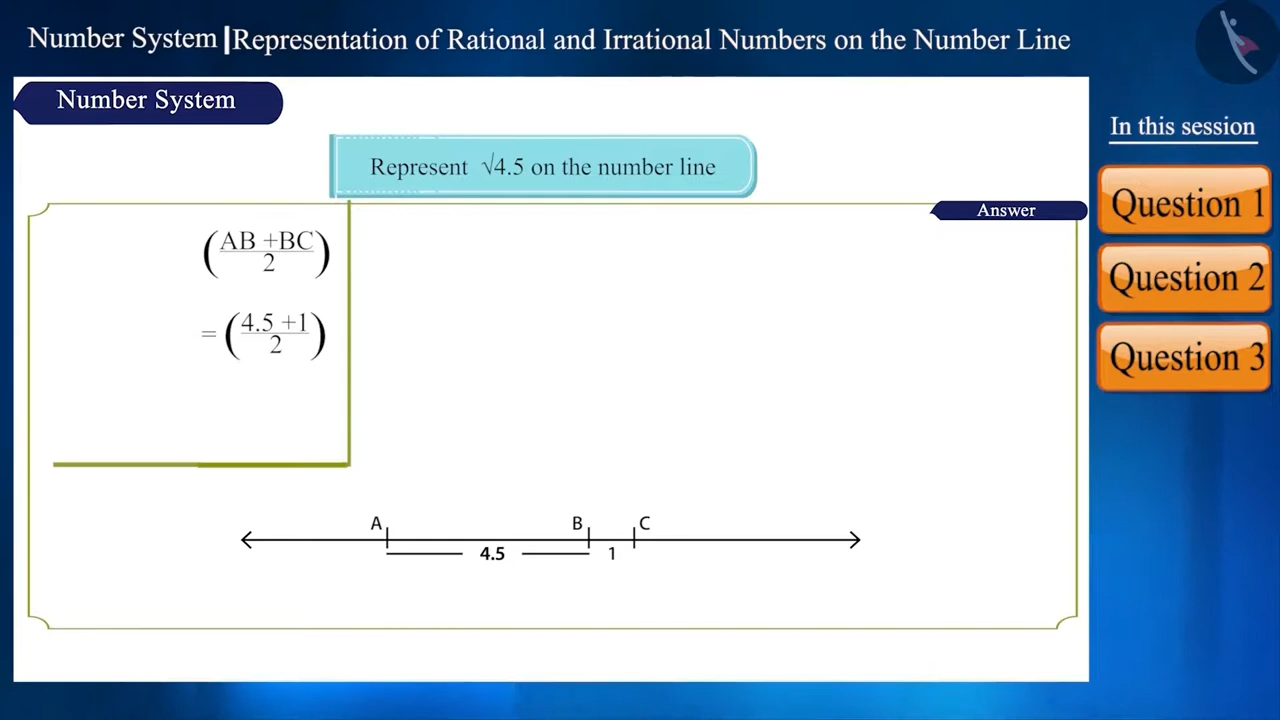 Number System | Representation of Rational and Irrational Numbers on the Number Line
Number System
In this session
Represent √4.5 on the number line
Question 1
Answer
(AB +BC / 2)
Question 2
= (4.5 +1 / 2)
Question 3
A B C
4.5 1